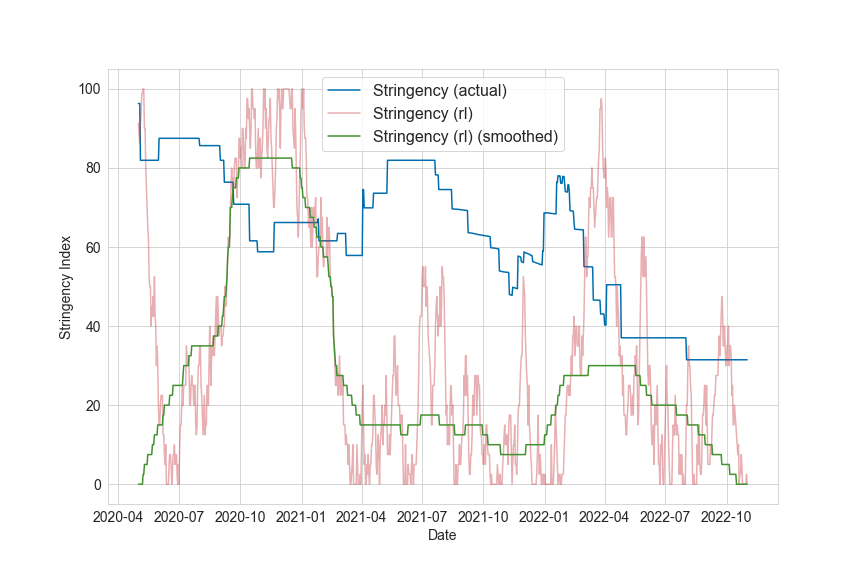 Stringency (actual)
Stringency (rl)
Stringency (rl) (smoothed)
Stringency Index
100
80
60
40
20
0
2020-04 2020-07 2020-10 2021-01 2021-04 2021-07 2021-10 2022-01 2022-04 2022-07 2022-10
Date